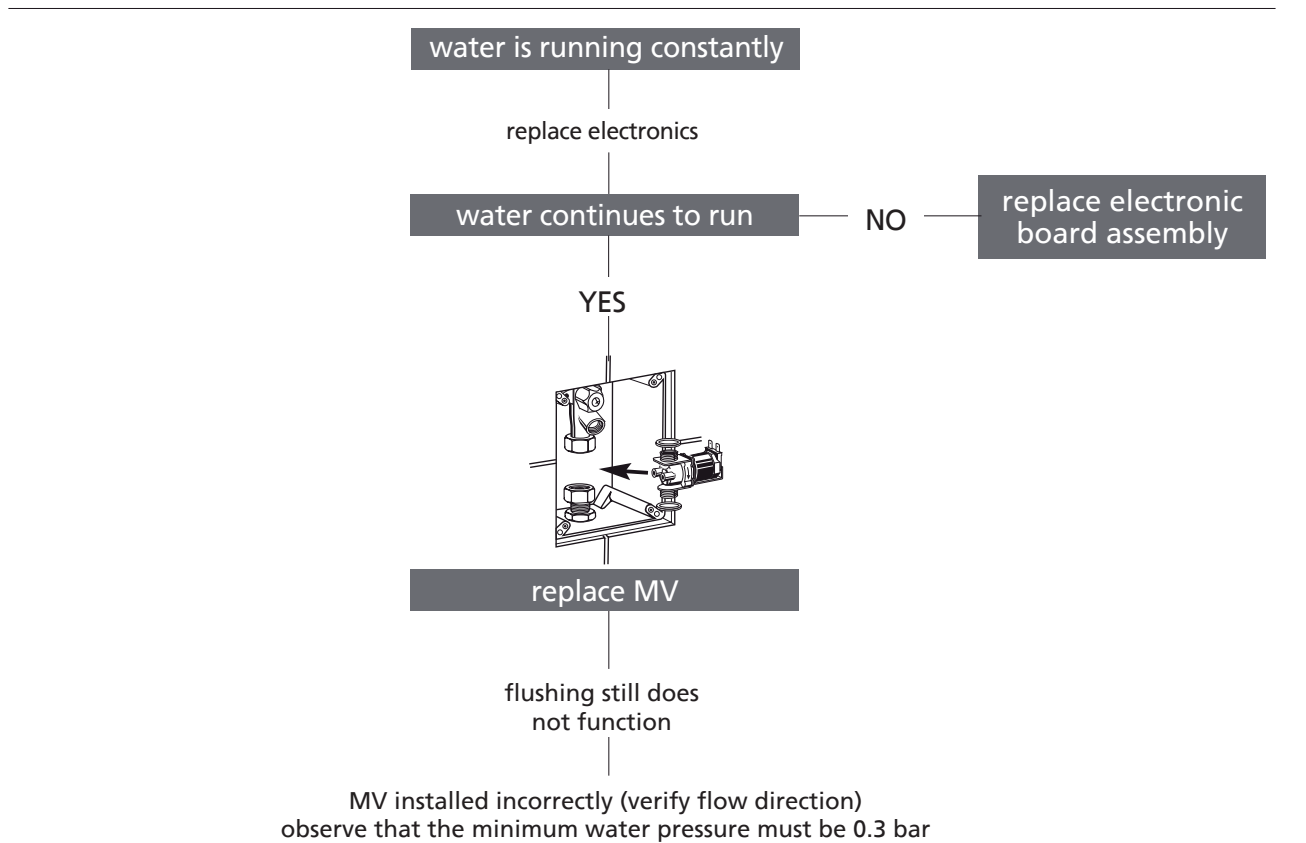 water is running constantly
replace electronics
water continues to run
NO
replace electronic
board assembly
YES
replace MV
flushing still does
not function
MV installed incorrectly (verify flow direction)
observe that the minimum water pressure must be 0.3 bar